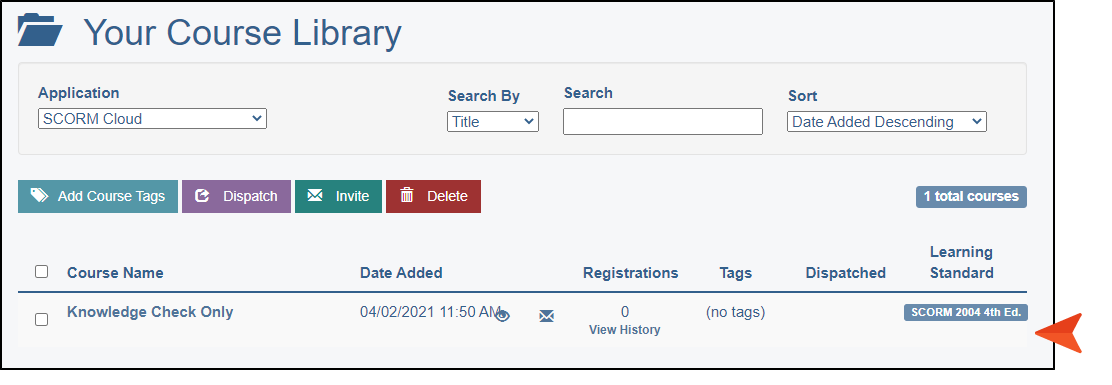 Your Course Library
Application
Search By
Search
Sort
SCORM Cloud
Title
Date Added Descending
Add Course Tags
Dispatch
Invite
Delete
1 total courses
Course Name
Date Added
Registrations
Tags
Dispatched
Learning
Standard
Knowledge Check Only
04/02/2021 11:50 AM
0
View History
(no tags)
SCORM 2004 4th Ed.